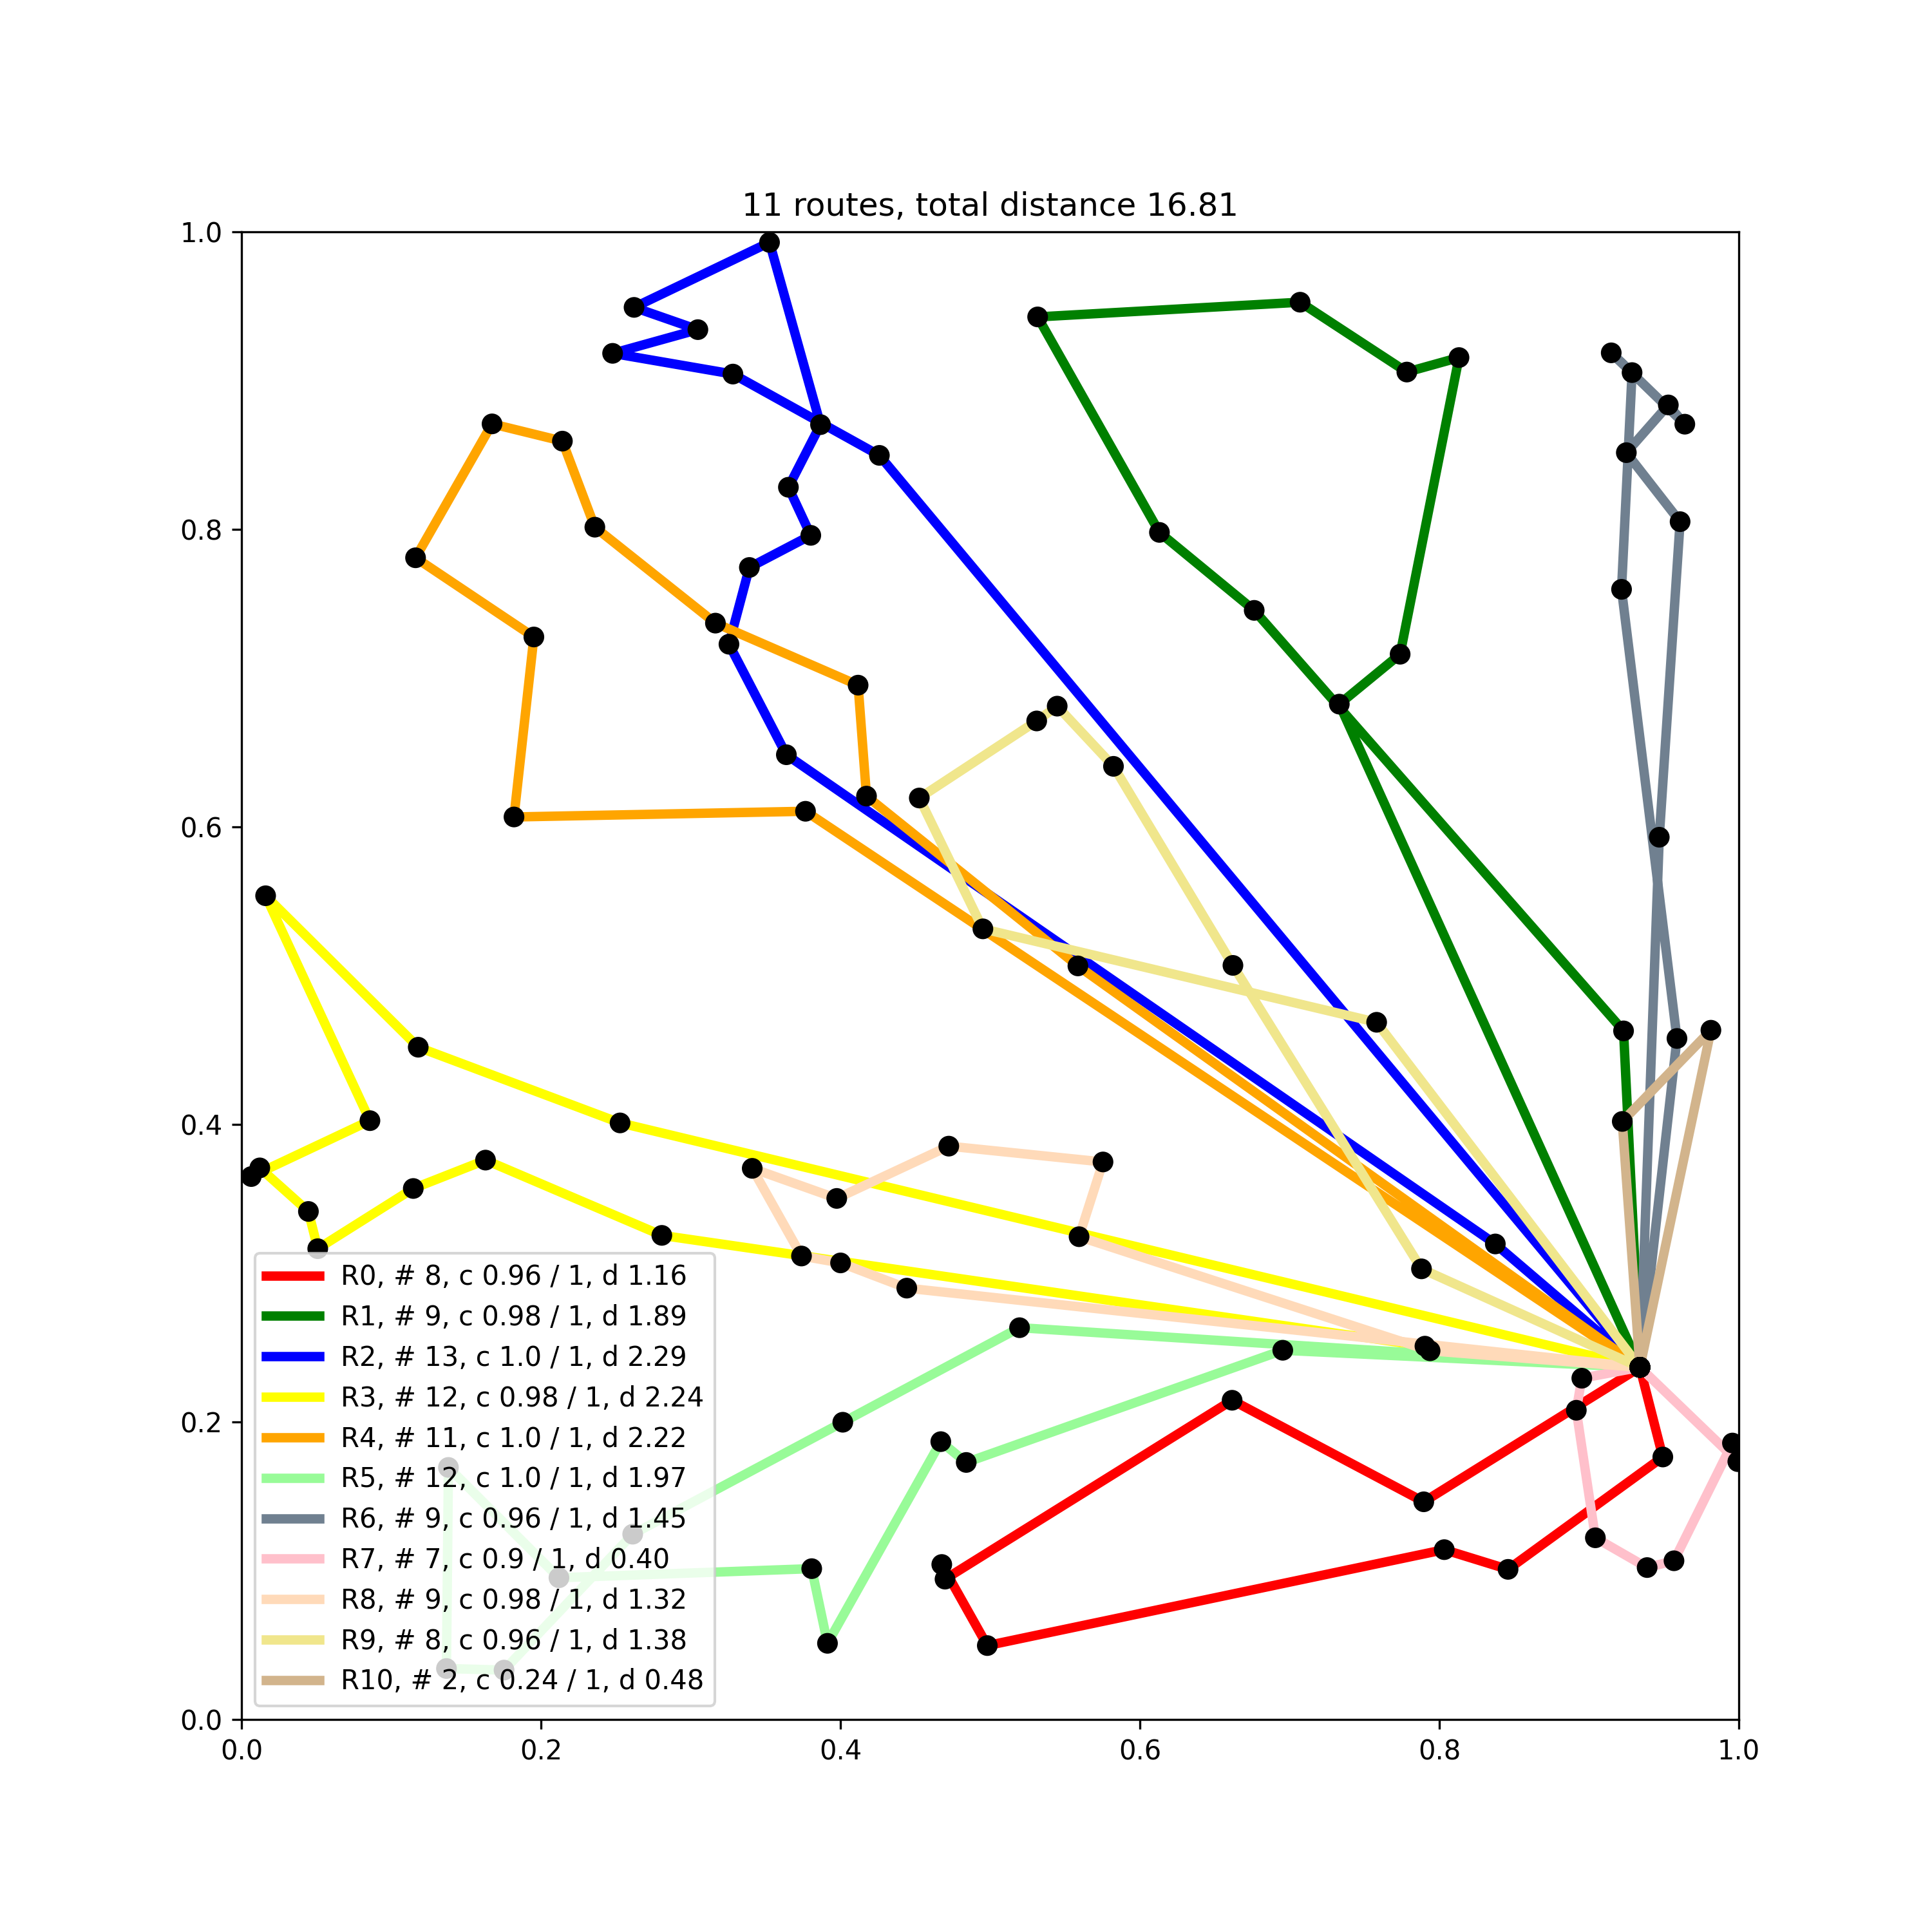 11 routes, total distance 16.81
1.0
0.8
0.6
0.4
0.2
0.0
R0, # 8, c 0.96 / 1, d 1.16
R1, # 9, c 0.98 / 1, d 1.89
R2, # 13, c 1.0 / 1, d 2.29
R3, # 12, c 0.98 / 1, d 2.24
R4, # 11, c 1.0 / 1, d 2.22
R5, # 12, c 1.0 / 1, d 1.97
R6, # 9, c 0.96 / 1, d 1.45
R7, # 7, c 0.9 / 1, d 0.40
R8, # 9, c 0.98 / 1, d 1.32
R9, # 8, c 0.96 / 1, d 1.38
R10, # 2, c 0.24 / 1, d 0.48
0.0 0.2 0.4 0.6 0.8 1.0